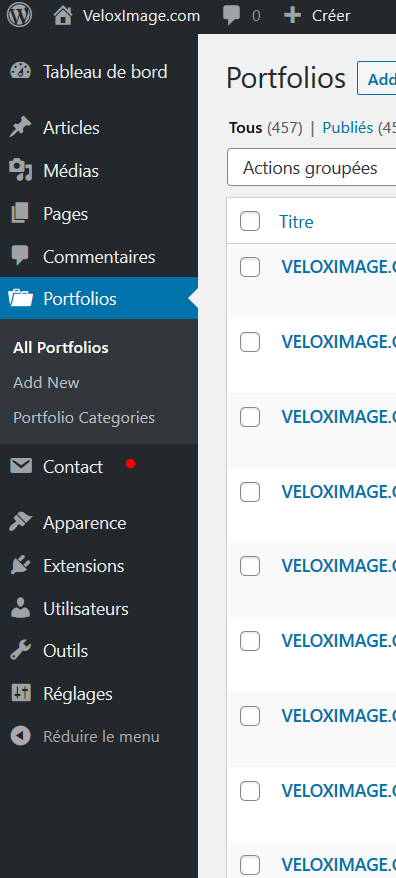 VeloxImage.com 0 Créer
Tableau de bord
Articles
Médias
Pages
Commentaires
Portfolios
All Portfolios
Add New
Portfolio Categories
Contact
Apparence
Extensions
Utilisateurs
Outils
Réglages
Réduire le menu
Portfolios Add
Tous (457) | Publiés (45
Actions groupées
Titre
VELOXIMAGE.
VELOXIMAGE.
VELOXIMAGE.
VELOXIMAGE.
VELOXIMAGE.
VELOXIMAGE.
VELOXIMAGE.
VELOXIMAGE.
VELOXIMAGE.